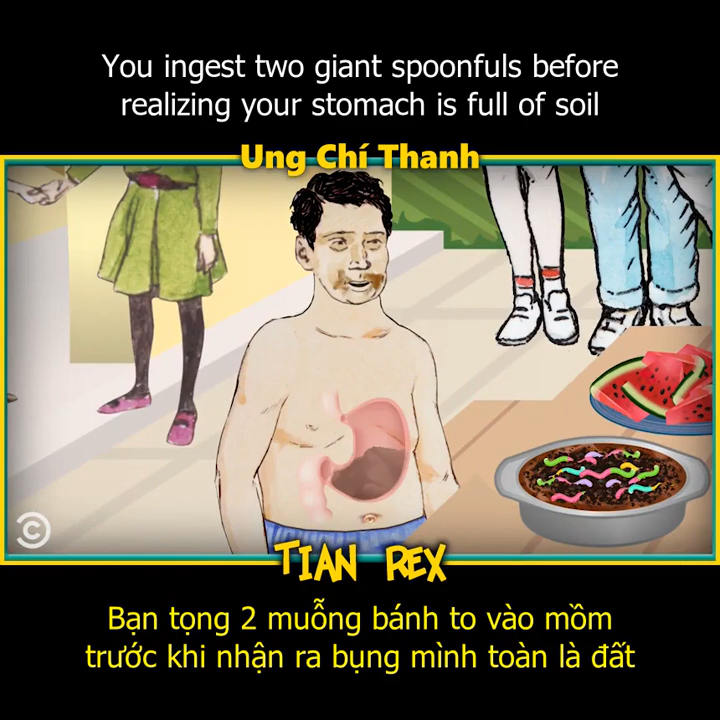 You ingest two giant spoonfuls before
realizing your stomach is full of soil
Ung Chí Thanh
TIAN REX
Bạn tọng 2 muỗng bánh to vào mồm
trước khi nhận ra bụng mình toàn là đất